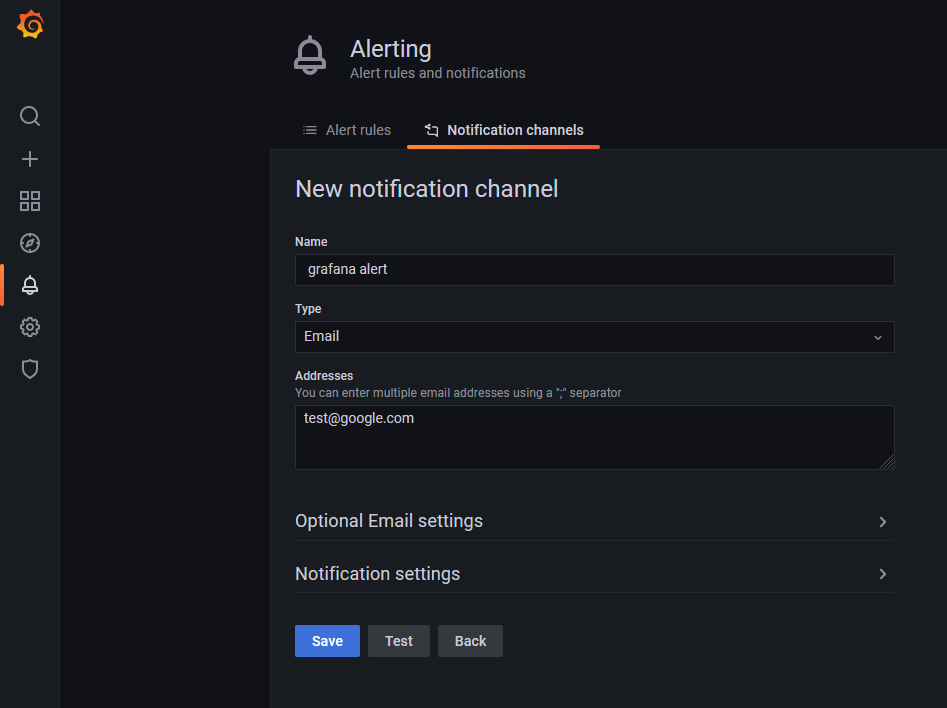 Alerting
Alert rules and notifications
Alert rules
Notification channels
New notification channel
Name
grafana alert
Type
Email
Addresses
You can enter multiple email addresses using a ";" separator
test@google.com
Optional Email settings
Notification settings
Save Test Back